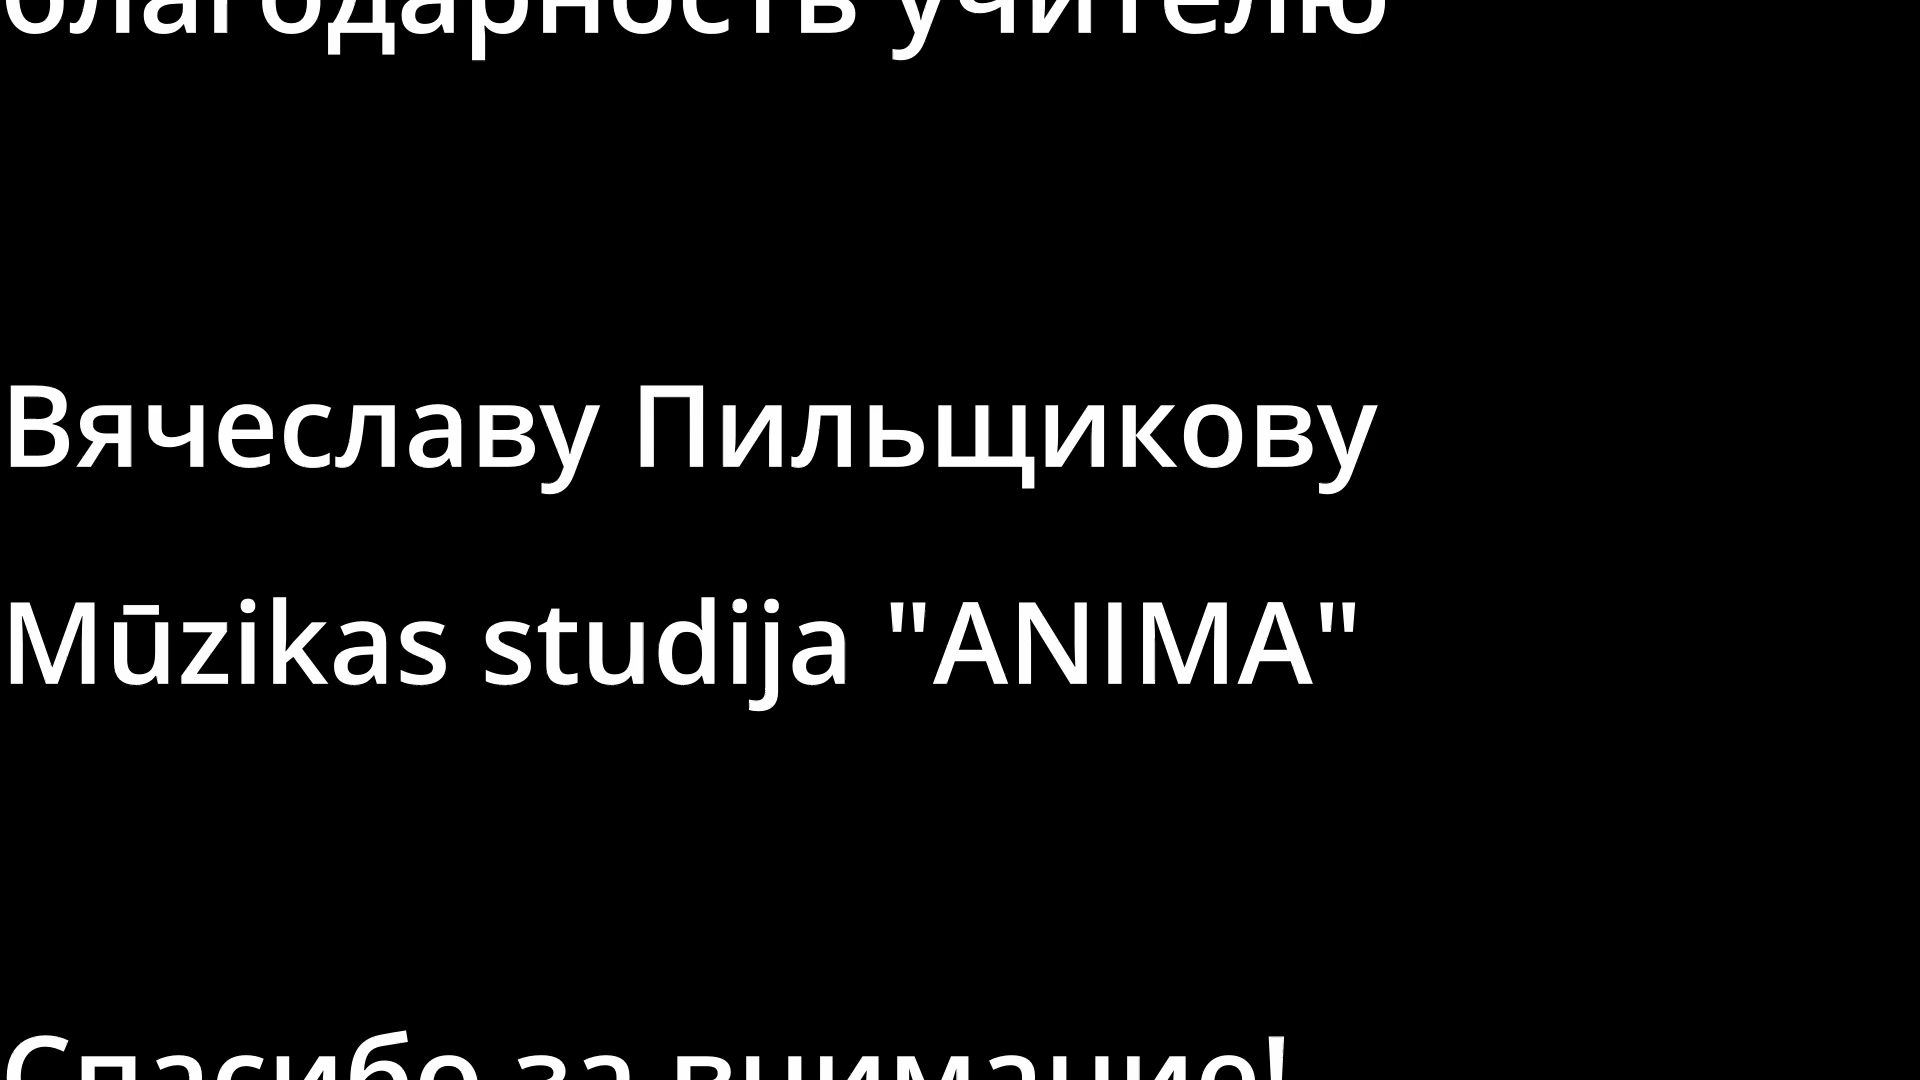 благодарность учителю
Вячеславу Пильщикову
Mūzikas studija "ANIMA"
Спасибо за внимание!